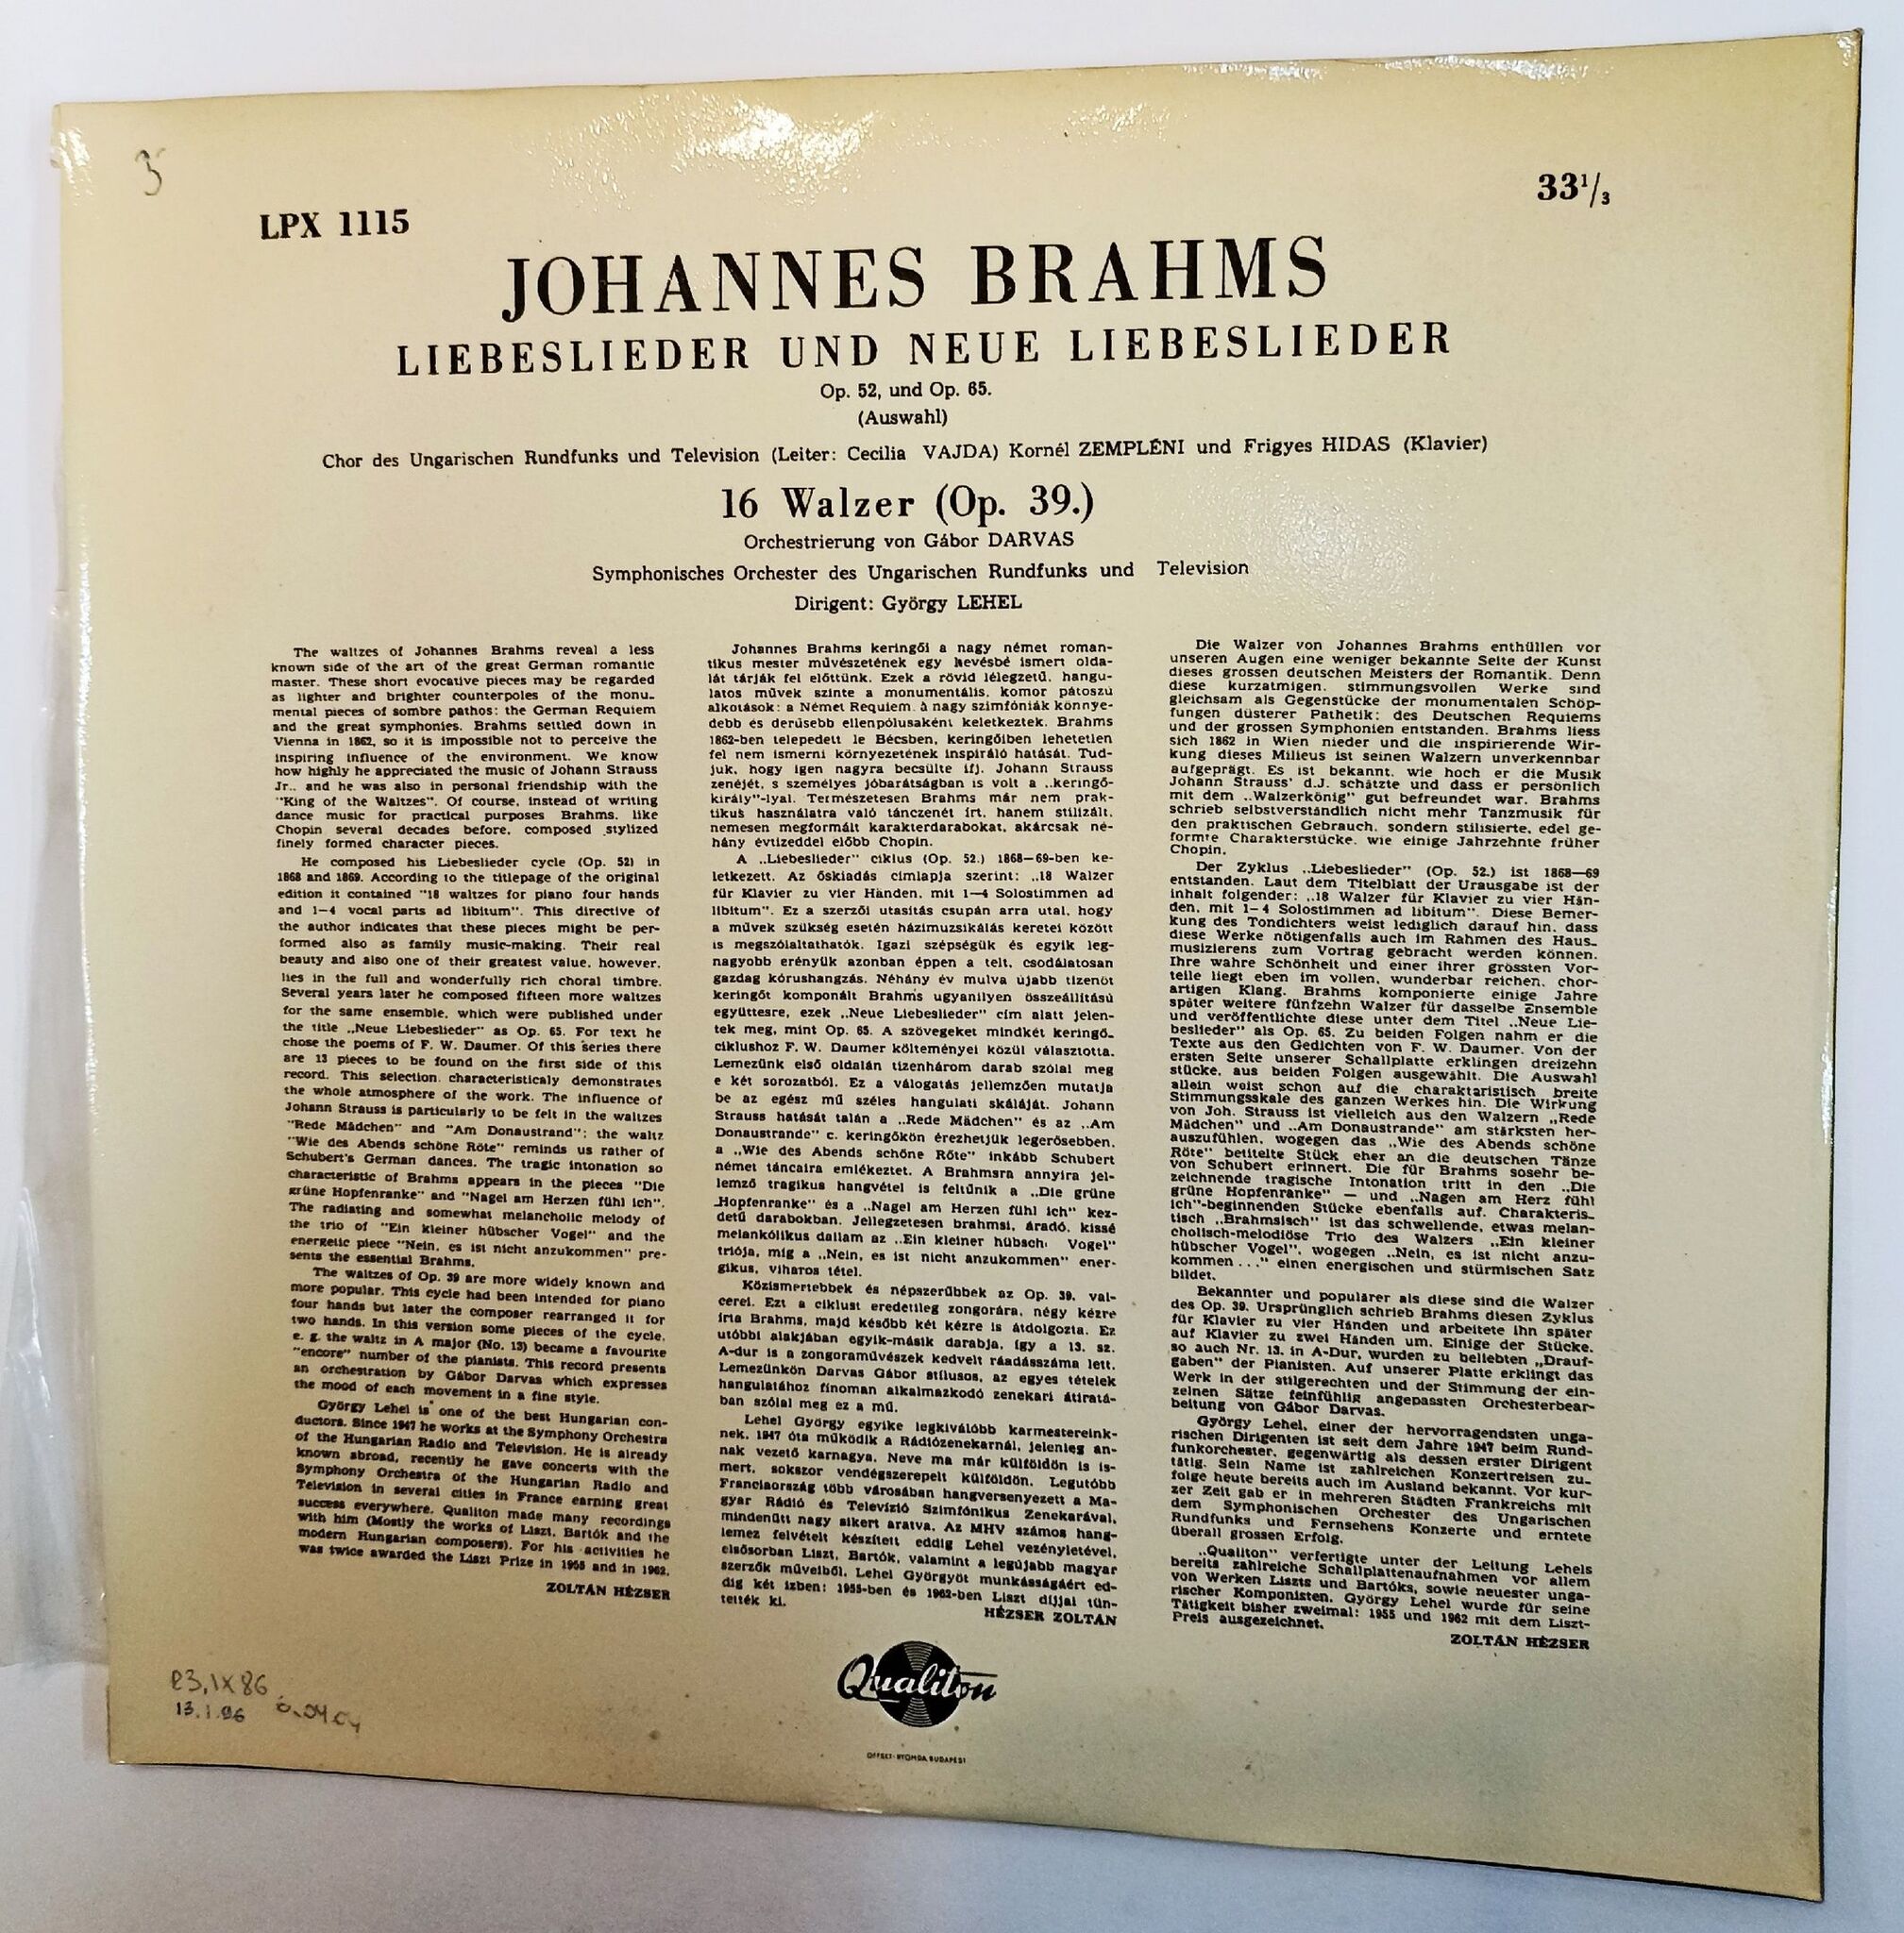 3
LPX 1115
33¹/₃
JOHANNES BRAHMS
LIEBESLIEDER UND NEUE LIEBESLIEDER
Op. 52, und Op. 65.
(Auswahl)
Chor des Ungarischen Rundfunks und Television (Leiter: Cecilia VAJDA) Kornél ZEMPLÉNI und Frigyes HIDAS (Klavier)
16 Walzer (Op. 39.)
Orchestrierung von Gábor DARVAS
Symphonisches Orchester des Ungarischen Rundfunks und Television
Dirigent: György LEHEL
The waltzes of Johannes Brahms reveal a less
known side of the art of the great German romantic
master. These short evocative pieces may be regarded
as lighter and brighter counterpoles of the monu-
mental pieces of sombre pathos: the German Requiem
and the great symphonies. Brahms settled down in
Vienna in 1862, so it is impossible not to perceive the
inspiring influence of the environment. We know
how highly he appreciated the music of Johann Strauss
Jr., and he was also in personal friendship with the
"King of the Waltzes". Of course, instead of writing
dance music for practical purposes Brahms, like
Chopin several decades before, composed stylized
finely formed character pieces.
He composed his Liebeslieder cycle (Op. 52) in
1868 and 1869. According to the titlepage of the original
edition it contained "18 waltzes for piano four hands
and 1—4 vocal parts ad libitum". This directive of
the author indicates that these pieces might be per-
formed also as family music-making. Their real
beauty and also one of their greatest value, however,
lies in the full and wonderfully rich choral timbre.
Several years later he composed fifteen more waltzes
for the same ensemble, which were published under
the title „Neue Liebeslieder" as Op. 65. For text he
chose the poems of F. W. Daumer. Of this series there
are 13 pieces to be found on the first side of this
record. This selection characteristicaly demonstrates
the whole atmosphere of the work. The influence of
Johann Strauss is particularly to be felt in the waltzes
"Rede Mädchen" and "Am Donaustrand"; the waltz
"Wie des Abends schöne Röte" reminds us rather of
Schubert's German dances. The tragic intonation so
characteristic of Brahms appears in the pieces "Die
grüne Hopfenranke" and "Nagel am Herzen fühl ich".
The radiating and somewhat melancholic melody of
the trio of "Ein kleiner hübscher Vogel" and the
energetic piece "Nein, es ist nicht anzukommen" pre-
sents the essential Brahms.
The waltzes of Op. 39 are more widely known and
more popular. This cycle had been intended for piano
four hands but later the composer rearranged it for
two hands. In this version some pieces of the cycle,
e. g. the waltz in A major (No. 13) became a favourite
"encore" number of the pianists. This record presents
an orchestration by Gábor Darvas which expresses
the mood of each movement in a fine style.
György Lehel is one of the best Hungarian con-
ductors. Since 1947 he works at the Symphony Orchestra
of the Hungarian Radio and Television. He is already
known abroad, recently he gave concerts with the
Symphony Orchestra of the Hungarian Radio and
Television in several cities in France earning great
success everywhere. Qualiton made many recordings
with him (Mostly the works of Liszt, Bartók and the
modern Hungarian composers). For his activities he
was twice awarded the Liszt Prize in 1955 and in 1962.
ZOLTÁN HÉZSER
Johannes Brahms keringői a nagy német roman-
tikus mester művészetének egy kevésbé ismert olda-
lát tárják fel előttünk. Ezek a rövid lélegzetű, hangu-
latos művek szinte a monumentális, komor pátoszú
alkotások: a Német Requiem, a nagy szimfóniák könnye-
debb és derűsebb ellenpólusaként keletkeztek. Brahms
1862-ben telepedett le Bécsben, keringőiben lehetetlen
fel nem ismerni környezetének inspiráló hatását. Tud-
juk, hogy igen nagyra becsülte ifj. Johann Strauss
zenéjét, s személyes jóbarátságban is volt a „keringő-
király"-lyal. Természetesen Brahms már nem prak-
tikus használatra való tánczenét írt, hanem stilizált,
nemesen megformált karakterdarabokat, akárcsak né-
hány évtizeddel előbb Chopin.
A „Liebeslieder" ciklus (Op. 52.) 1868—69-ben ke-
letkezett. Az őskiadás címlapja szerint: „18 Walzer
für Klavier zu vier Händen, mit 1—4 Solostimmen ad
libitum". Ez a szerzői utasítás csupán arra utal, hogy
a művek szükség esetén házimuzsikálás keretei között
is megszólaltathatók. Igazi szépségük és egyik leg-
nagyobb erényük azonban éppen a telt, csodálatosan
gazdag kórushangzás. Néhány év mulva újabb tizenöt
keringőt komponált Brahms ugyanilyen összeállítású
együttesre, ezek „Neue Liebeslieder" cím alatt jelen-
tek meg, mint Op. 65. A szövegeket mindkét keringő-
ciklushoz F. W. Daumer költeményei közül választotta.
Lemezünk első oldalán tizenhárom darab szólal meg
e két sorozatból. Ez a válogatás jellemzően mutatja
be az egész mű széles hangulati skáláját. Johann
Strauss hatását talán a „Rede Mädchen" és az „Am
Donaustrande" c. keringőkön érezhetjük legerősebben,
a „Wie des Abends schöne Röte" inkább Schubert
német táncaira emlékeztet. A Brahmsra annyira jel-
lemző tragikus hangvétel is feltűnik a „Die grüne
Hopfenranke" és a „Nagel am Herzen fühl ich" kez-
detű darabokban. Jellegzetesen brahmsi, áradó, kissé
melankólikus dallam az „Ein kleiner hübsch Vogel"
triója, míg a „Nein, es ist nicht anzukommen" ener-
gikus, viharos tétel.
Közismertebbek és népszerűbbek az Op. 39. val-
cerei. Ezt a ciklust eredetileg zongorára, négy kézre
írta Brahms, majd később két kézre is átdolgozta. Ez
utóbbi alakjában egyik-másik darabja, így a 13. sz.
A-dur is a zongoraművészek kedvelt ráadásszáma lett.
Lemezünkön Darvas Gábor stílusos, az egyes tételek
hangulatához finoman alkalmazkodó zenekari átiratá-
ban szólal meg ez a mű.
Lehel György egyike legkiválóbb karmestereink-
nek. 1947 óta működik a Rádiózenekarnál, jelenleg an-
nak vezető karnagya. Neve ma már külföldön is is-
mert, sokszor vendégszerepelt külföldön. Legutóbb
Franciaország több városában hangversenyezett a Ma-
gyar Rádió és Televízió Szimfónikus Zenekarával,
mindenütt nagy sikert aratva. Az MHV számos hang-
lemez felvételt készített eddig Lehel vezényletével,
elsősorban Liszt, Bartók, valamint a legújabb magyar
szerzők műveiből. Lehel Györgyöt munkásságáért ed-
dig két ízben: 1955-ben és 1962-ben Liszt díjjal tün-
tették ki.
HÉZSER ZOLTÁN
Die Walzer von Johannes Brahms enthüllen vor
unseren Augen eine weniger bekannte Seite der Kunst
dieses grossen deutschen Meisters der Romantik. Denn
diese kurzatmigen, stimmungsvollen Werke sind
gleichsam als Gegenstücke der monumentalen Schöp-
fungen düsterer Pathetik: des Deutschen Requiems
und der grossen Symphonien entstanden. Brahms liess
sich 1862 in Wien nieder und die inspirierende Wir-
kung dieses Milieus ist seinen Walzern unverkennbar
aufgeprägt. Es ist bekannt, wie hoch er die Musik
Johann Strauss' d.J. schätzte und dass er persönlich
mit dem „Walzerkönig" gut befreundet war. Brahms
schrieb selbstverständlich nicht mehr Tanzmusik für
den praktischen Gebrauch, sondern stilisierte, edel ge-
formte Charakterstücke, wie einige Jahrzehnte früher
Chopin.
Der Zyklus „Liebeslieder" (Op. 52.) ist 1868—69
entstanden. Laut dem Titelblatt der Urausgabe ist der
inhalt folgender: „18 Walzer für Klavier zu vier Hän-
den, mit 1—4 Solostimmen ad libitum". Diese Bemer-
kung des Tondichters weist lediglich darauf hin, dass
diese Werke nötigenfalls auch im Rahmen des Haus-
musizierens zum Vortrag gebracht werden können.
Ihre wahre Schönheit und einer ihrer grössten Vor-
teile liegt eben im vollen, wunderbar reichen, chor-
artigen Klang. Brahms komponierte einige Jahre
später weitere fünfzehn Walzer für dasselbe Ensemble
und veröffentlichte diese unter dem Titel „Neue Lie-
beslieder" als Op. 65. Zu beiden Folgen nahm er die
Texte aus den Gedichten von F. W. Daumer. Von der
ersten Seite unserer Schallplatte erklingen dreizehn
stücke, aus beiden Folgen ausgewählt. Die Auswahl
allein weist schon auf die charaktaristisch breite
Stimmungsskale des ganzen Werkes hin. Die Wirkung
von Joh. Strauss ist vielleich aus den Walzern „Rede
Mädchen" und „Am Donaustrande" am stärksten her-
auszufühlen, wogegen das „Wie des Abends schöne
Röte" betitelte Stück eher an die deutschen Tänze
von Schubert erinnert. Die für Brahms sosehr be-
zeichnende tragische Intonation tritt in den „Die
grüne Hopfenranke" — und „Nagen am Herz fühl
ich"-beginnenden Stücke ebenfalls auf. Charakteris-
tisch „Brahmsisch" ist das schwellende, etwas melan-
cholisch-melodiöse Trio des Walzers „Ein kleiner
hübscher Vogel", wogegen „Nein, es ist nicht anzu-
kommen . . ." einen energischen und stürmischen Satz
bildet.
Bekannter und populärer als diese sind die Walzer
des Op. 39. Ursprünglich schrieb Brahms diesen Zyklus
für Klavier zu vier Händen und arbeitete ihn später
auf Klavier zu zwei Händen um. Einige der Stücke,
so auch Nr. 13. in A-Dur, wurden zu beliebten „Drauf-
gaben" der Pianisten. Auf unserer Platte erklingt das
Werk in der stilgerechten und der Stimmung der ein-
zelnen Sätze feinfühlig angepassten Orchesterbear-
beitung von Gábor Darvas.
György Lehel, einer der hervorragendsten unga-
rischen Dirigenten ist seit dem Jahre 1947 beim Rund-
funkorchester, gegenwärtig als dessen erster Dirigent
tätig. Sein Name ist zahlreichen Konzertreisen zu-
folge heute bereits auch im Ausland bekannt. Vor kur-
zer Zeit gab er in mehreren Städten Frankreichs mit
dem Symphonischen Orchester des Ungarischen
Rundfunks und Fernsehens Konzerte und erntete
überall grossen Erfolg.
„Qualiton" verfertigte unter der Leitung Lehels
bereits zahlreiche Schallplattenaufnahmen vor allem
von Werken Liszts und Bartóks, sowie neuester unga-
rischer Komponisten. György Lehel wurde für seine
Tätigkeit bisher zweimal: 1955 und 1962 mit dem Liszt-
Preis ausgezeichnet.
ZOLTÁN HÉZSER
Qualiton
OFFSET-NYOMDA BUDAPEST
23.IX 86
13.1.96